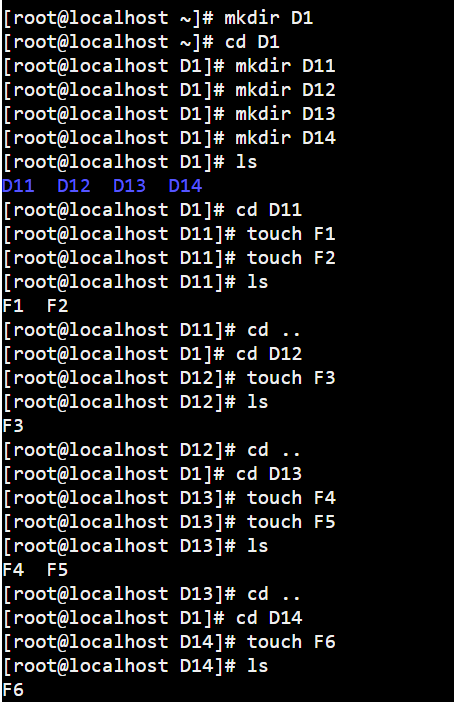 [root@localhost ~]# mkdir D1
[root@localhost ~]# cd D1
[root@localhost D1]# mkdir D11
[root@localhost D1]# mkdir D12
[root@localhost D1]# mkdir D13
[root@localhost D1]# mkdir D14
[root@localhost D1]# ls
D11  D12  D13  D14
[root@localhost D1]# cd D11
[root@localhost D11]# touch F1
[root@localhost D11]# touch F2
[root@localhost D11]# ls
F1  F2
[root@localhost D11]# cd ..
[root@localhost D1]# cd D12
[root@localhost D12]# touch F3
[root@localhost D12]# ls
F3
[root@localhost D12]# cd ..
[root@localhost D1]# cd D13
[root@localhost D13]# touch F4
[root@localhost D13]# touch F5
[root@localhost D13]# ls
F4  F5
[root@localhost D13]# cd ..
[root@localhost D1]# cd D14
[root@localhost D14]# touch F6
[root@localhost D14]# ls
F6